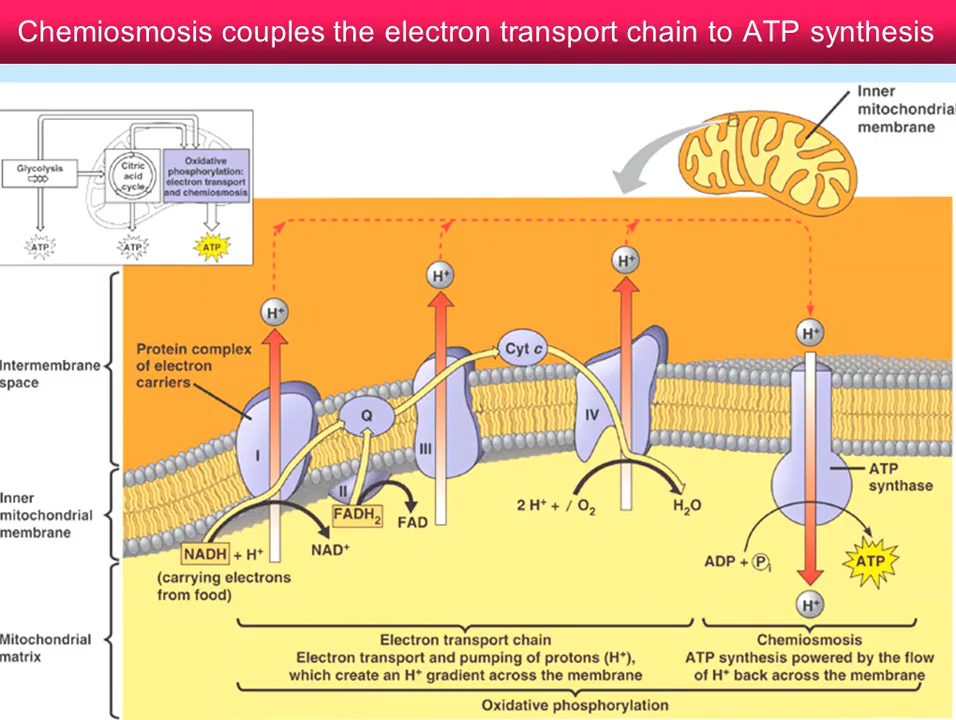 Chemiosmosis couples the electron transport chain to ATP synthesis
Inner
mitochondrial
membrane
Glycolysis
Citric
acid
cycle
Oxidative
phosphorylation:
electron transport
and chemiosmosis
ATP
ATP
ATP
H+
H+
H+
H+
Intermembrane
space
Protein complex
of electron
carriers
Cyt c
Q
I
II
III
IV
ATP
synthase
Inner
mitochondrial
membrane
FADH2
FAD
2 H+ + / O2
H2O
NADH + H+
NAD+
ADP + Pi
ATP
(carrying electrons
from food)
H+
Mitochondrial
matrix
Electron transport chain
Electron transport and pumping of protons (H+),
which create an H+ gradient across the membrane
Chemiosmosis
ATP synthesis powered by the flow
of H+ back across the membrane
Oxidative phosphorylation